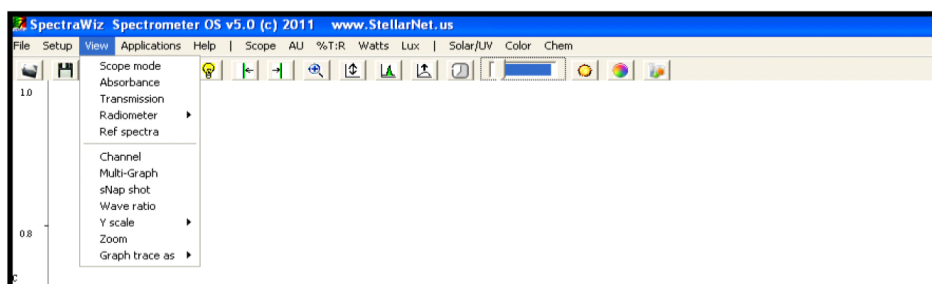 SpectraWiz Spectrometer OS v5.0 (c) 2011 www.StellarNet.us
File Setup View Applications Help | Scope AU %T:R Watts Lux | Solar/UV Color Chem
1.0
Scope mode
Absorbance
Transmission
Radiometer
Ref spectra
Channel
Multi-Graph
sNap shot
Wave ratio
Y scale
0.8
Zoom
Graph trace as
c